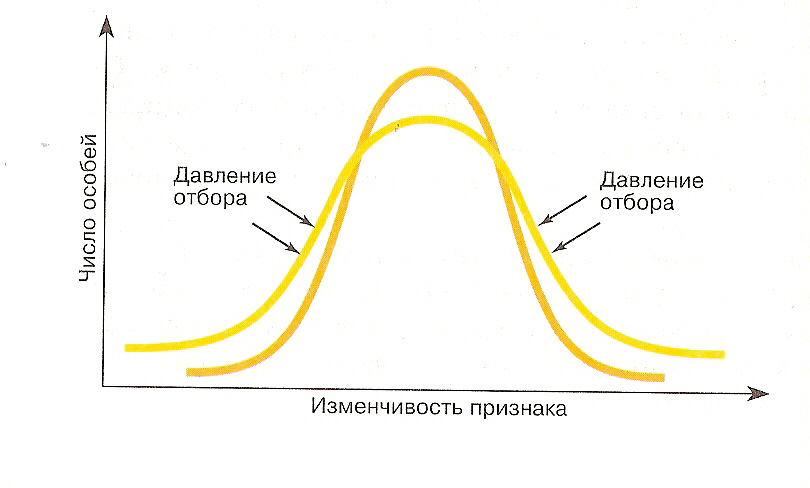 Число особей
Давление
отбора
Давление
отбора
Изменчивость признака